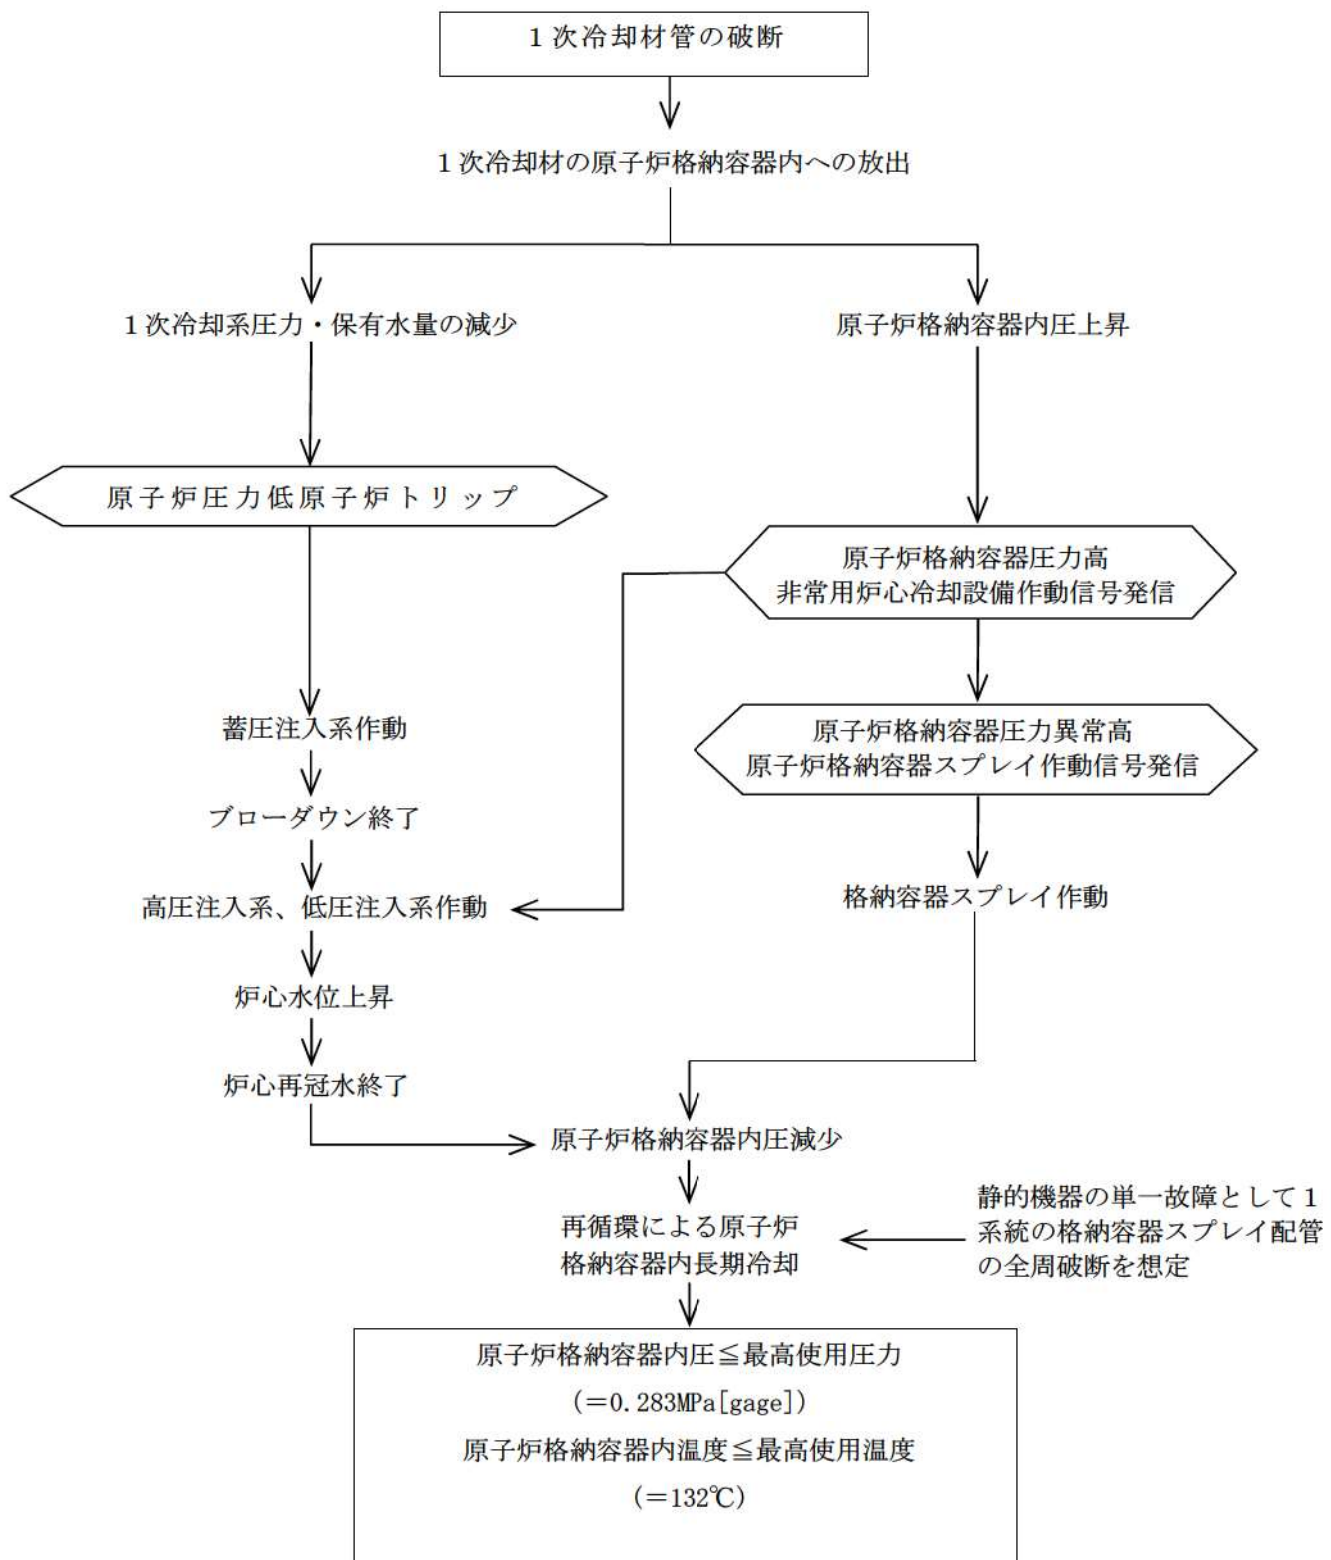 １次冷却材管の破断
１次冷却材の原子炉格納容器内への放出
１次冷却系圧力・保有水量の減少
原子炉格納容器内圧上昇
原子炉圧力低原子炉トリップ
原子炉格納容器圧力高
非常用炉心冷却設備作動信号発信
蓄圧注入系作動
原子炉格納容器圧力異常高
原子炉格納容器スプレイ作動信号発信
ブローダウン終了
高圧注入系、低圧注入系作動
格納容器スプレイ作動
炉心水位上昇
炉心再冠水終了
原子炉格納容器内圧減少
再循環による原子炉
格納容器内長期冷却
静的機器の単一故障として１
系統の格納容器スプレイ配管
の全周破断を想定
原子炉格納容器内圧≦最高使用圧力
(＝0.283MPa[gage])
原子炉格納容器内温度≦最高使用温度
(＝132℃)